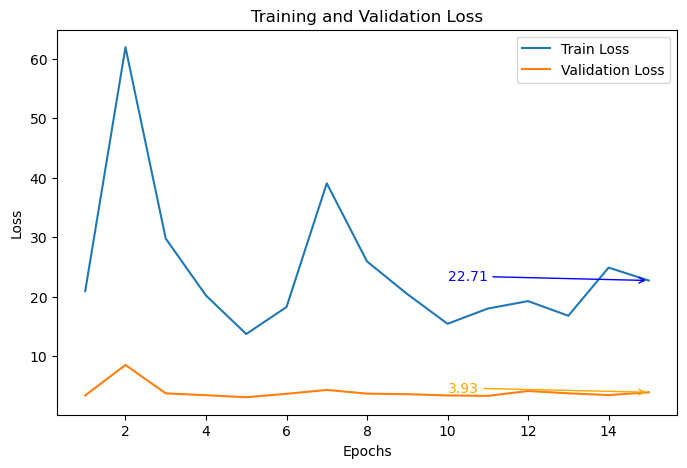 Training and Validation Loss
Train Loss
Validation Loss
60
50
40
30
20
10
Loss
22.71
3.93
2 4 6 8 10 12 14
Epochs